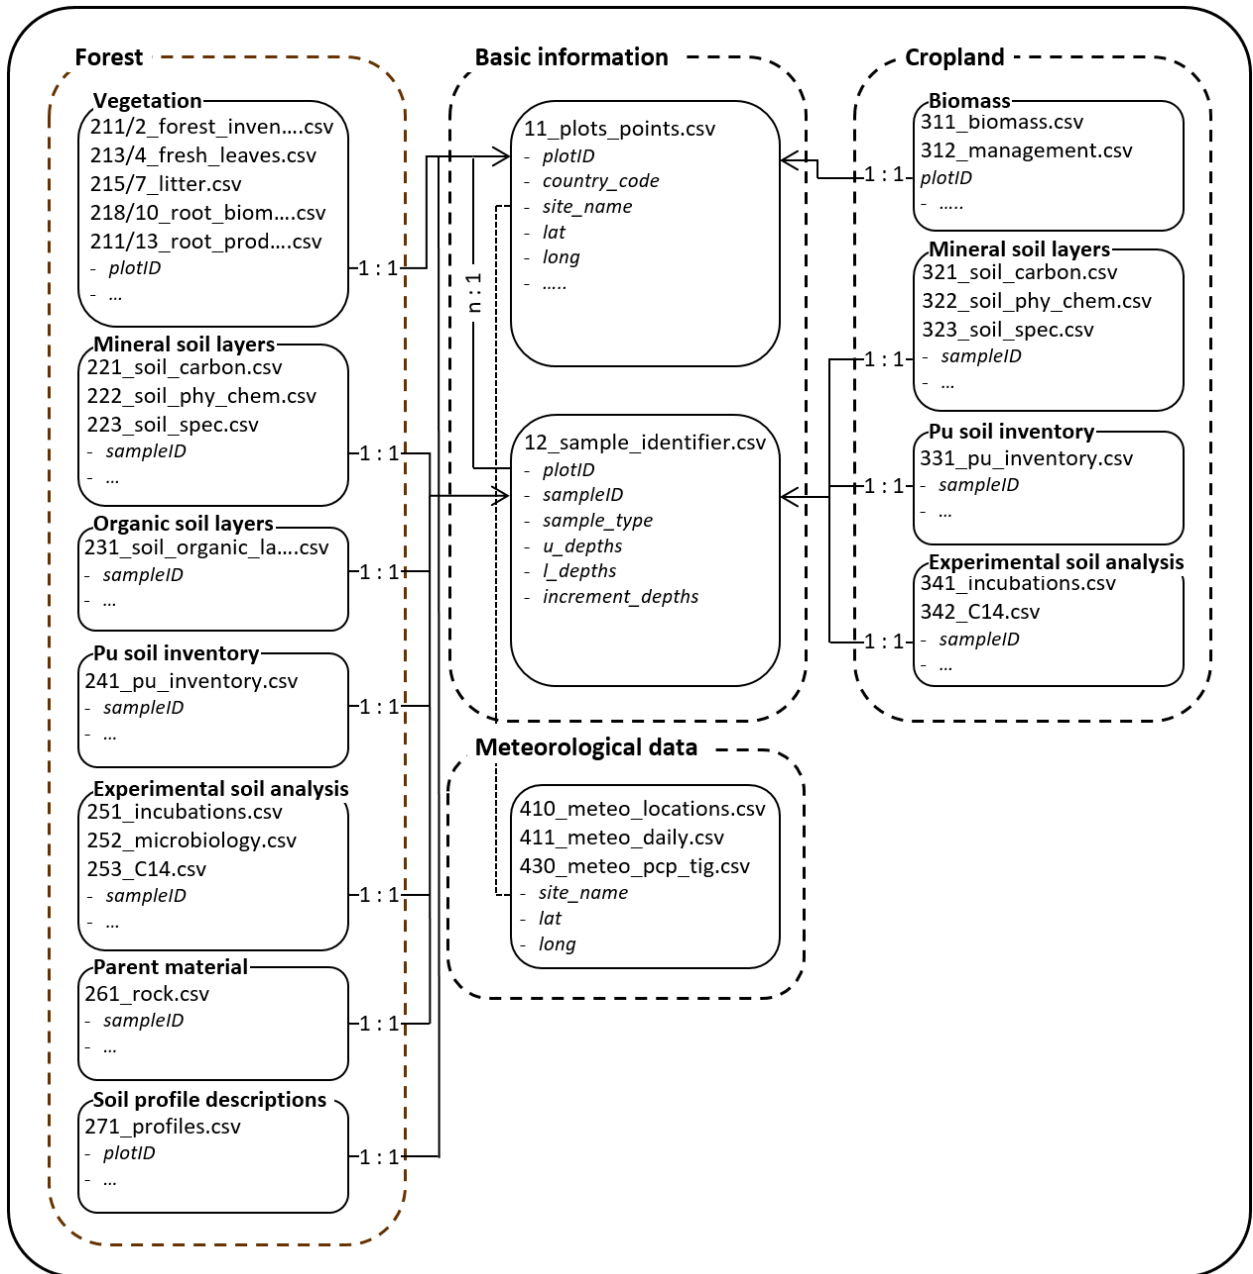 Forest
Vegetation
211/2_forest_inven....csv
213/4_fresh_leaves.csv
215/7_litter.csv
218/10_root_biom....csv
211/13_root_prod....csv
- plotID
- ...
1 : 1
Mineral soil layers
221_soil_carbon.csv
222_soil_phy_chem.csv
223_soil_spec.csv
- sampleID
- ...
1 : 1
Organic soil layers
231_soil_organic_la....csv
- sampleID
- ...
1 : 1
Pu soil inventory
241_pu_inventory.csv
- sampleID
- ...
1 : 1
Experimental soil analysis
251_incubations.csv
252_microbiology.csv
253_C14.csv
- sampleID
- ...
1 : 1
Parent material
261_rock.csv
- sampleID
- ...
1 : 1
Soil profile descriptions
271_profiles.csv
- plotID
- ...
1 : 1
Basic information
11_plots_points.csv
- plotID
- country_code
- site_name
- lat
- long
- .....
n : 1
12_sample_identifier.csv
- plotID
- sampleID
- sample_type
- u_depths
- l_depths
- increment_depths
Meteorological data
410_meteo_locations.csv
411_meteo_daily.csv
430_meteo_pcp_tig.csv
- site_name
- lat
- long
Cropland
Biomass
311_biomass.csv
312_management.csv
plotID
- .....
1 : 1
Mineral soil layers
321_soil_carbon.csv
322_soil_phy_chem.csv
323_soil_spec.csv
- sampleID
- ...
1 : 1
Pu soil inventory
331_pu_inventory.csv
- sampleID
- ...
1 : 1
Experimental soil analysis
341_incubations.csv
342_C14.csv
- sampleID
- ...
1 : 1